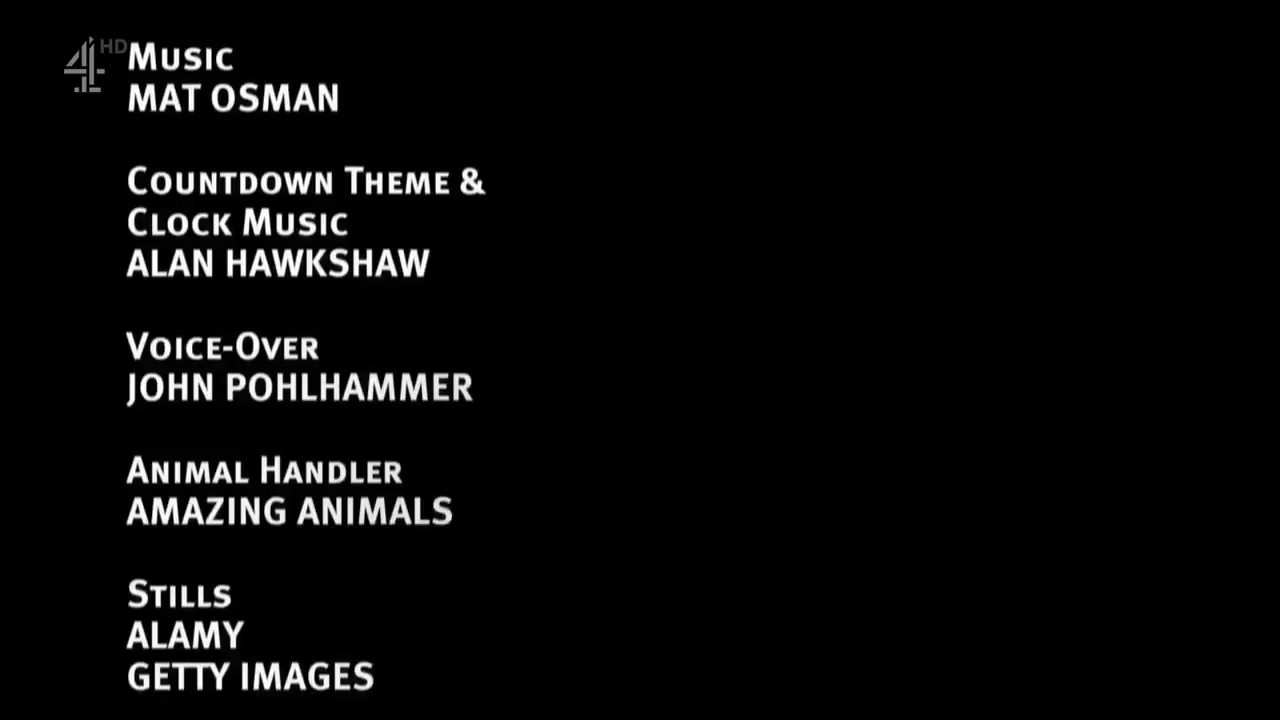 HD
Music
MAT OSMAN
Countdown Theme &
Clock Music
ALAN HAWKSHAW
Voice-Over
JOHN POHLHAMMER
Animal Handler
AMAZING ANIMALS
Stills
ALAMY
GETTY IMAGES